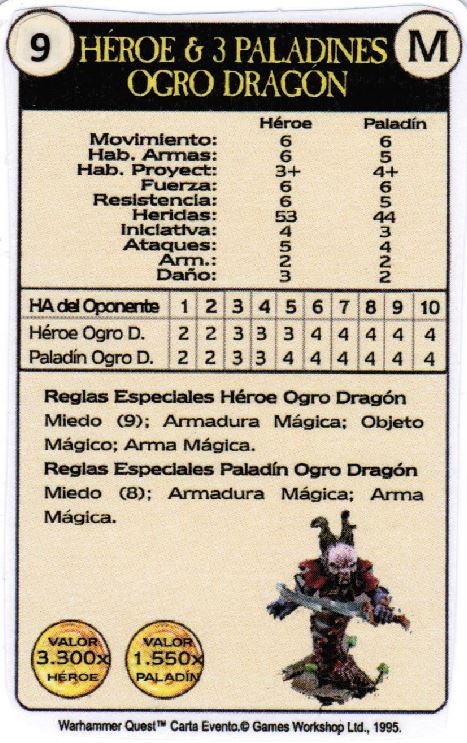 9
HÉROE & 3 PALADINES
OGRO DRAGÓN
M
Héroe Paladín
Movimiento: 6 6
Hab. Armas: 6 5
Hab. Proyect: 3+ 4+
Fuerza: 6 6
Resistencia: 6 5
Heridas: 53 44
Iniciativa: 4 3
Ataques: 5 4
Arm.: 2 2
Daño: 3 2
HA del Oponente 1 2 3 4 5 6 7 8 9 10
Héroe Ogro D. 2 2 3 3 3 4 4 4 4 4
Paladín Ogro D. 2 2 3 3 4 4 4 4 4 4
Reglas Especiales Héroe Ogro Dragón
Miedo (9); Armadura Mágica; Objeto
Mágico; Arma Mágica.
Reglas Especiales Paladín Ogro Dragón
Miedo (8); Armadura Mágica; Arma
Mágica.
VALOR
3.300x
HÉROE
VALOR
1.550x
PALADÍN
Warhammer Quest™ Carta Evento.© Games Workshop Ltd., 1995.